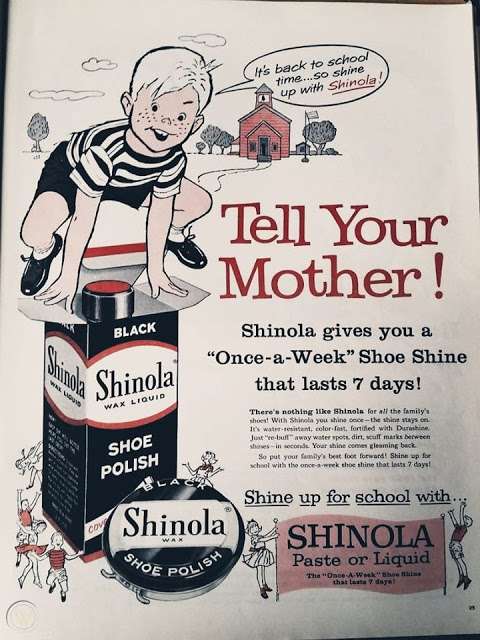 It's back to school
time...so shine
up with Shinola!
Tell Your
Mother!
Shinola gives you a
"Once-a-Week" Shoe Shine
that lasts 7 days!
There's nothing like Shinola for all the family's
shoes! With Shinola you shine once—the shine stays on.
It's water-resistant, color-fast, fortified with Durashine.
Just "re-buff" away water spots, dirt, scuff marks between
shines—in seconds. Your shine comes gleaming back.
So put your family's best foot forward! Shine up for
school with the once-a-week shoe shine that lasts 7 days!
BLACK
Shinola
WAX LIQUID
SHOE
POLISH
Shinola
WAX LIQUID
BLACK
Shinola
WAX
SHOE POLISH
Shine up for school with...
SHINOLA
Paste or Liquid
The "Once-A-Week" Shoe Shine
that lasts 7 days!